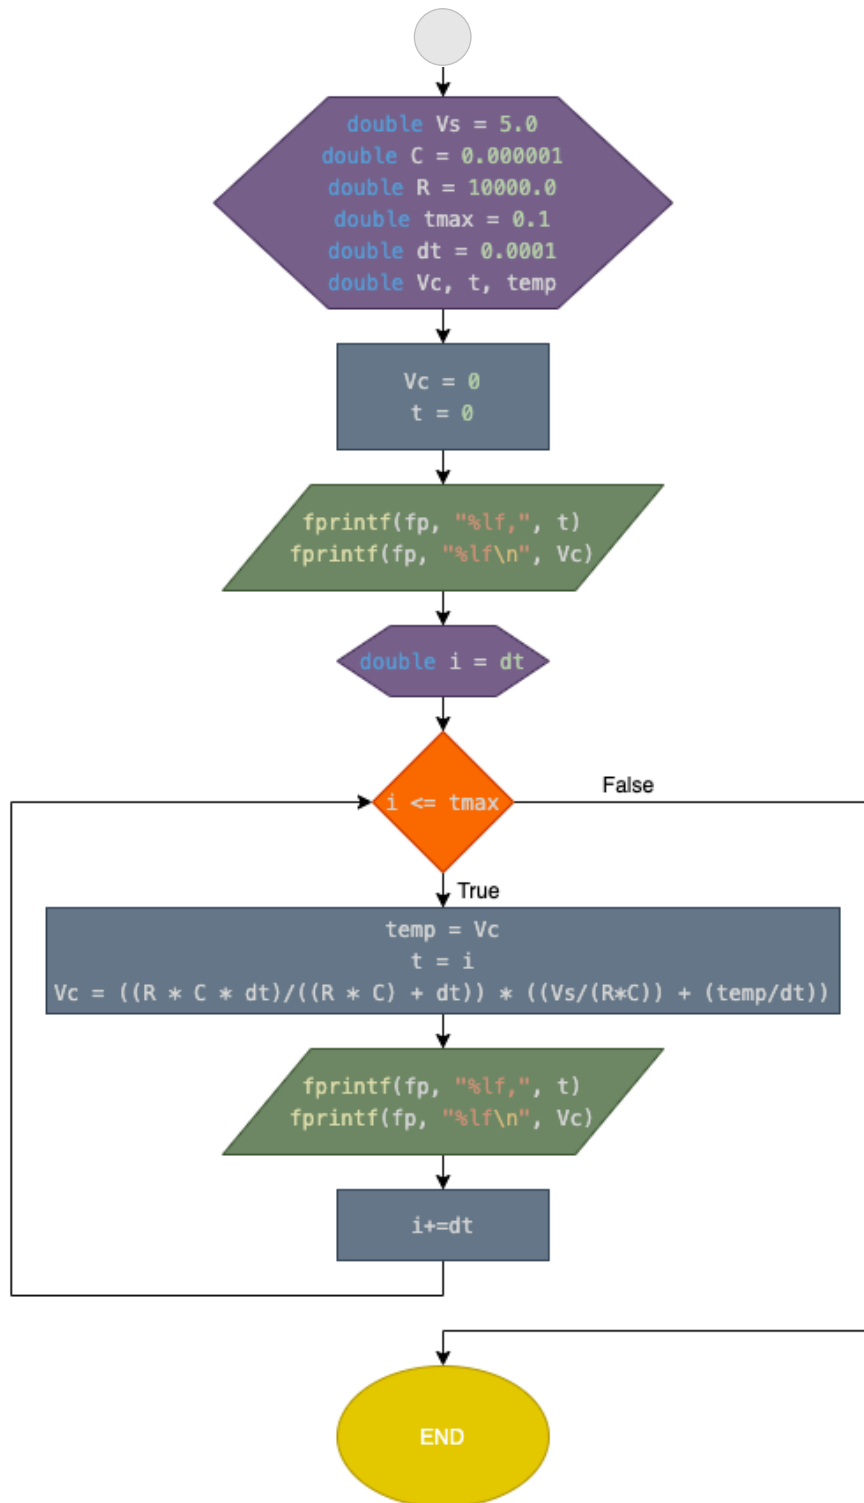 double Vs = 5.0
double C = 0.000001
double R = 10000.0
double tmax = 0.1
double dt = 0.0001
double Vc, t, temp
Vc = 0
t = 0
fprintf(fp, "%lf,", t)
fprintf(fp, "%lf\n", Vc)
double i = dt
i <= tmax
False
True
temp = Vc
t = i
Vc = ((R * C * dt)/((R * C) + dt)) * ((Vs/(R*C)) + (temp/dt))
fprintf(fp, "%lf,", t)
fprintf(fp, "%lf\n", Vc)
i+=dt
END